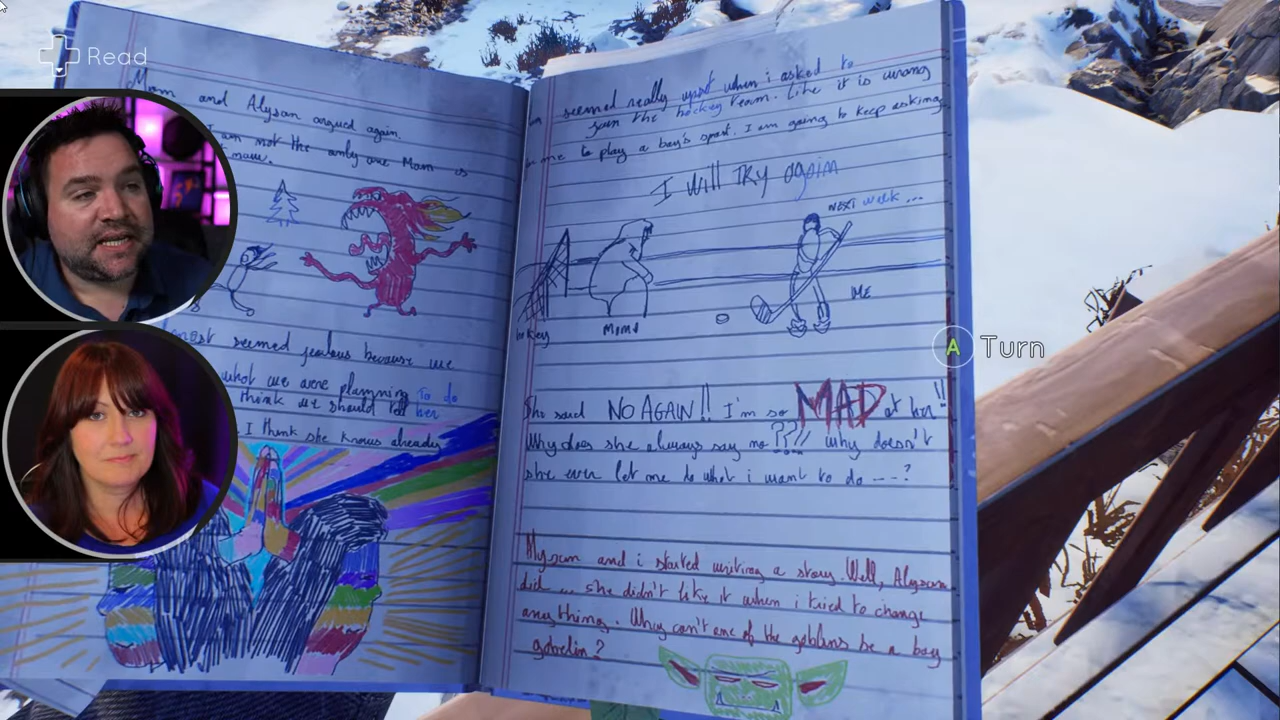 Read
Mom and Alyson argued again.
I am not the only one Mom is
seemed jealous because we
what we were planning To do
think we should tell her
I think she knows already
seemed really upset when i asked to
join the hockey team. Like it is wrong
me to play a boy's sport. I am going to keep asking.
I will TRY again
NEXT week ...
ME
Mom
hockey
She said NO AGAIN!! I'm so MAD at her!!
Why does she always say no ??!! why doesn't
she ever let me do what i want to do ---?
Alyson and i started writing a story. Well, Alyson
did ... she didn't like it when i tried to change
anything. Why can't one of the goblins be a boy
gobelin?
A Turn